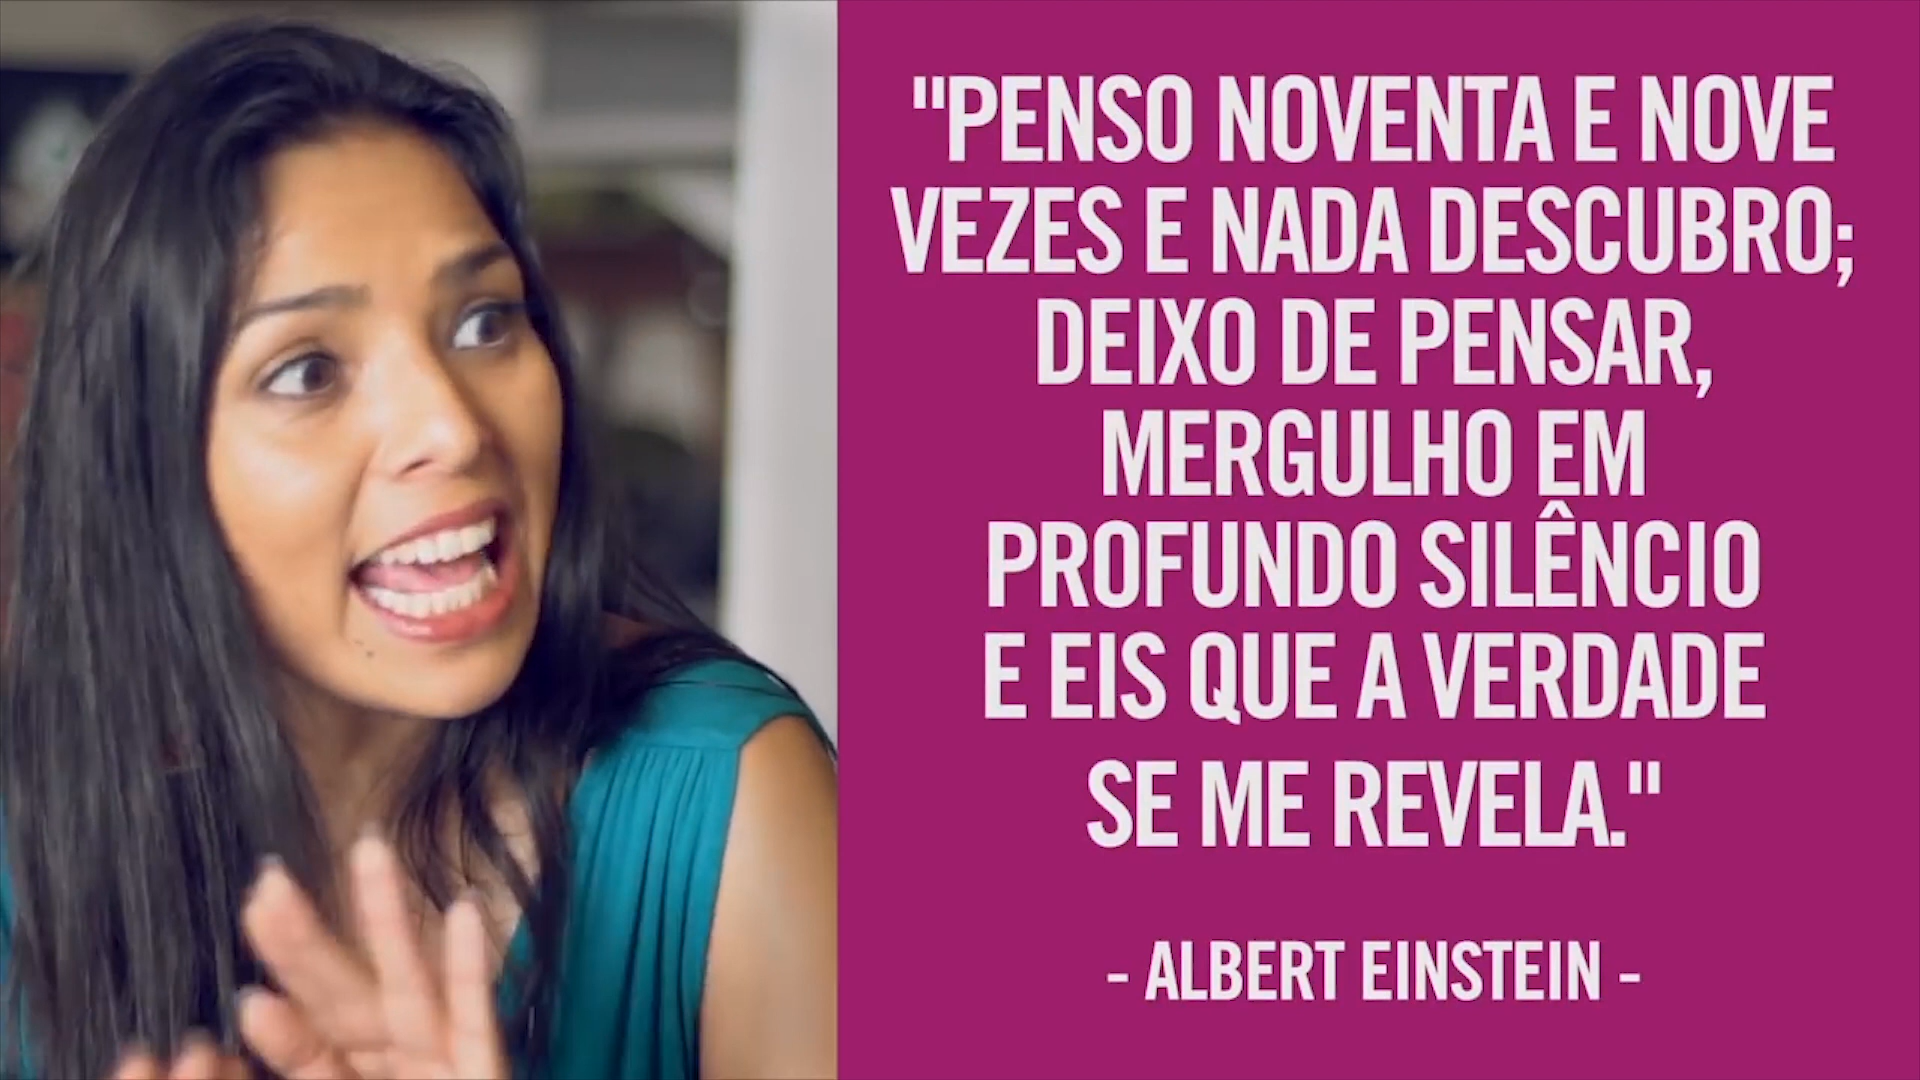 "PENSO NOVENTA E NOVE
VEZES E NADA DESCUBRO;
DEIXO DE PENSAR,
MERGULHO EM
PROFUNDO SILÊNCIO
E EIS QUE A VERDADE
SE ME REVELA."
- ALBERT EINSTEIN -